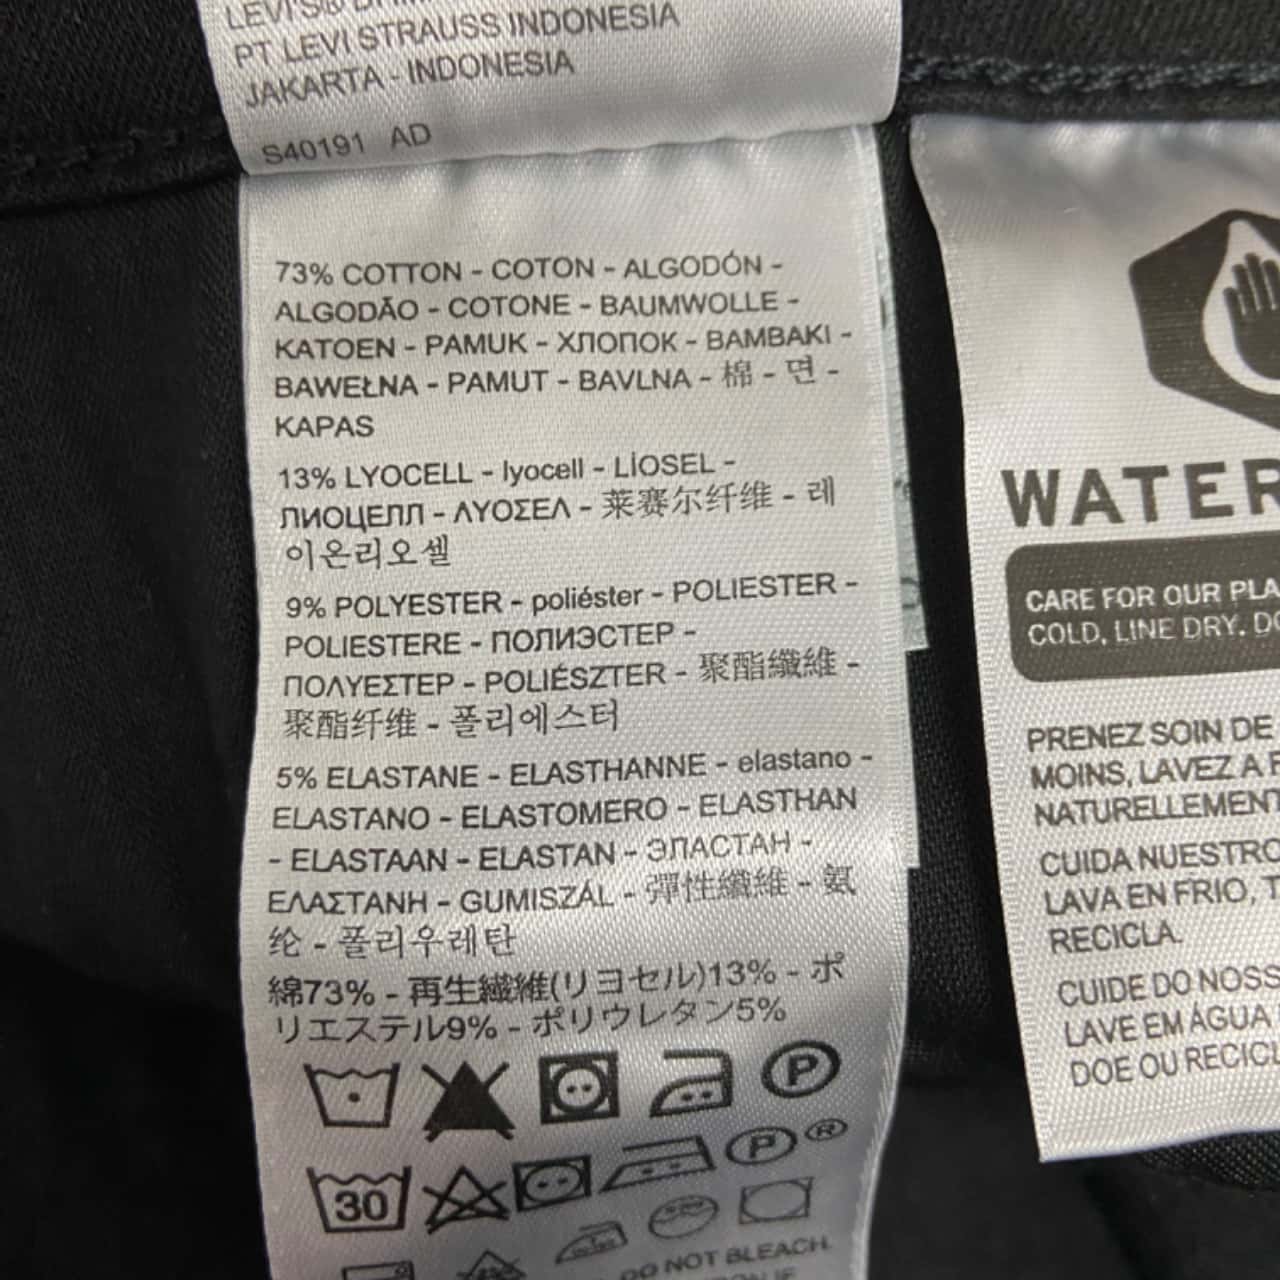 LEVI'S®
PT LEVI STRAUSS INDONESIA
JAKARTA - INDONESIA
S40191 AD
73% COTTON - COTON - ALGODÓN -
ALGODÃO - COTONE - BAUMWOLLE -
KATOEN - PAMUK - ХЛОПОК - BAMBAKI -
BAWEŁNA - PAMUT - BAVLNA - 棉 - 면 -
KAPAS
13% LYOCELL - lyocell - LİOSEL -
ЛИОЦЕЛЛ - ΛΥΟΣΕΛ - 莱赛尔纤维 - 레
이온리오셀
9% POLYESTER - poliéster - POLIESTER -
POLIESTERE - ПОЛИЭСТЕР -
ΠΟΛΥΕΣΤΕΡ - POLIÉSZTER - 聚酯纖維 -
聚酯纤维 - 폴리에스터
5% ELASTANE - ELASTHANNE - elastano -
ELASTANO - ELASTOMERO - ELASTHAN
- ELASTAAN - ELASTAN - ЭЛАСТАН -
ΕΛΑΣΤΑΝΗ - GUMISZÁL - 彈性纖維 - 氨
纶 - 폴리우레탄
綿73% - 再生繊維(リヨセル)13% - ポ
リエステル9% - ポリウレタン5%
P
30 P ®
DO NOT BLEACH.
IF
WATER
CARE FOR OUR PLA
COLD, LINE DRY. DO
PRENEZ SOIN DE
MOINS, LAVEZ A F
NATURELLEMENT
CUIDA NUESTRO
LAVA EN FRIO, T
RECICLA.
CUIDE DO NOSS
LAVE EM ÁGUA
DOE OU RECICL